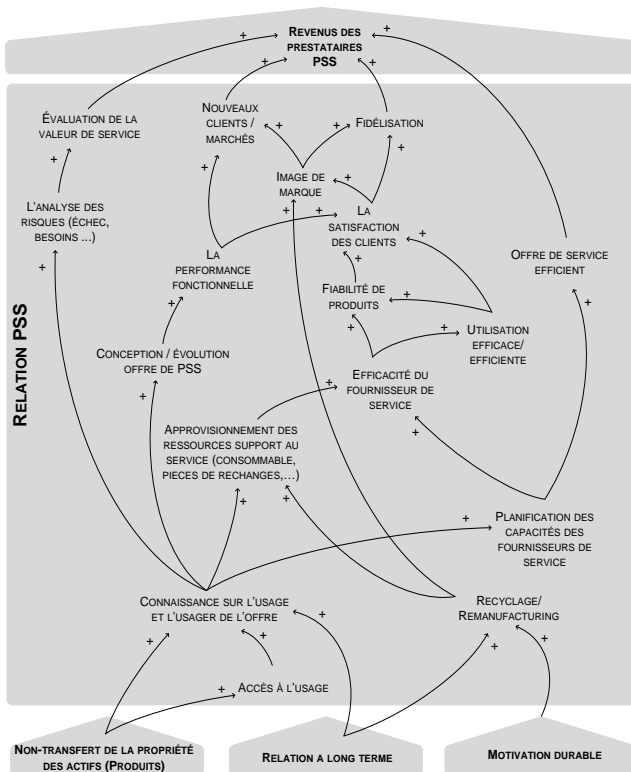 REVENUS DES
PRESTATAIRES
PSS
+
+
+
+
NOUVEAUX
CLIENTS /
MARCHÉS
FIDÉLISATION
ÉVALUATION DE LA
VALEUR DE SERVICE
+
+
+
+
+
IMAGE DE
MARQUE
+
L'ANALYSE DES
RISQUES (ÉCHEC,
BESOINS ...)
+
+
LA
SATISFACTION
DES CLIENTS
+
+
+
LA
PERFORMANCE
FONCTIONNELLE
OFFRE DE SERVICE
EFFICIENT
FIABILITÉ DE
PRODUITS
+
+
+
+
+
UTILISATION
EFFICACE/
EFFICIENTE
CONCEPTION / ÉVOLUTION
OFFRE DE PSS
EFFICACITÉ DU
FOURNISSEUR DE
SERVICE
+
+
+
APPROVISIONNEMENT DES
RESSOURCES SUPPORT AU
SERVICE (CONSOMMABLE,
PIECES DE RECHANGES,...)
+
+
+
PLANIFICATION DES
CAPACITÉS DES
FOURNISSEURS DE
SERVICE
RELATION PSS
CONNAISSANCE SUR L'USAGE
ET L'USAGER DE L'OFFRE
RECYCLAGE/
REMANUFACTURING
+
+
+
+
+
+
ACCÈS À L'USAGE
NON-TRANSFERT DE LA PROPRIÉTÉ
DES ACTIFS (PRODUITS)
RELATION A LONG TERME
MOTIVATION DURABLE